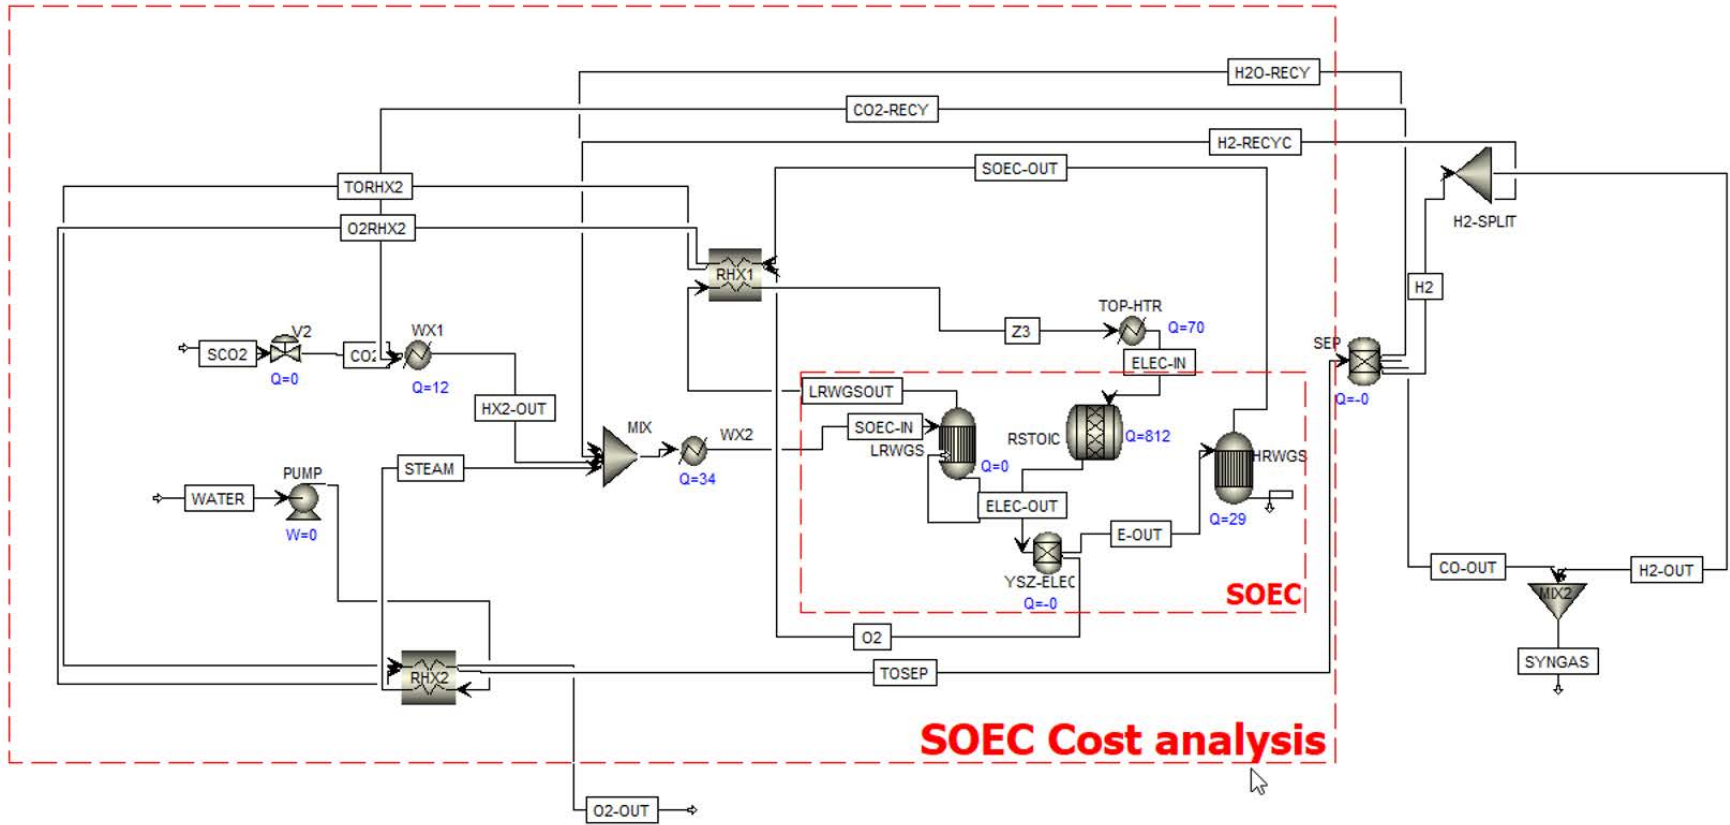 H2O-RECY
CO2-RECY
H2-RECYC
SOEC-OUT
TORHX2
O2RHX2
H2-SPLIT
RHX1
H2
TOP-HTR
Q=70
Z3
V2
WX1
SCO2
CO2
Q=0
Q=12
SEP
ELEC-IN
Q=-0
LRWGSOUT
HX2-OUT
SOEC-IN
MIX
WX2
RSTOIC
Q=812
LRWGS
HRWGS
Q=0
STEAM
Q=34
PUMP
WATER
ELEC-OUT
Q=29
W=0
E-OUT
CO-OUT
H2-OUT
YSZ-ELEC
Q=-0
SOEC
MIX2
O2
SYNGAS
TOSEP
RHX2
SOEC Cost analysis
O2-OUT